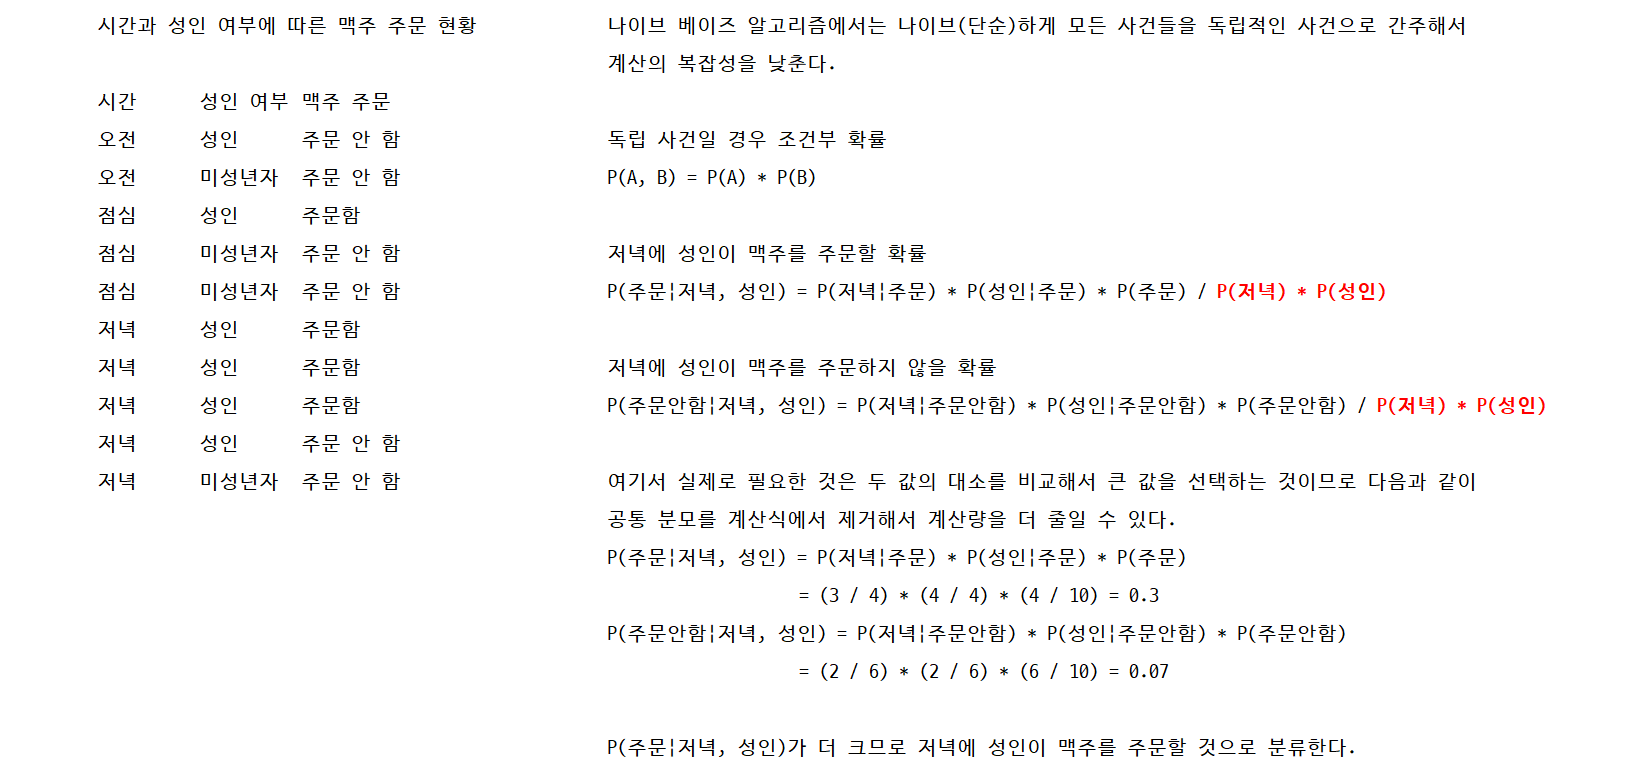 시간과 성인 여부에 따른 맥주 주문 현황
시간 성인 여부 맥주 주문
오전 성인 주문 안 함
오전 미성년자 주문 안 함
점심 성인 주문함
점심 미성년자 주문 안 함
점심 미성년자 주문 안 함
저녁 성인 주문함
저녁 성인 주문함
저녁 성인 주문함
저녁 성인 주문 안 함
저녁 미성년자 주문 안 함
나이브 베이즈 알고리즘에서는 나이브(단순)하게 모든 사건들을 독립적인 사건으로 간주해서
계산의 복잡성을 낮춘다.
독립 사건일 경우 조건부 확률
P(A, B) = P(A) * P(B)
저녁에 성인이 맥주를 주문할 확률
P(주문|저녁, 성인) = P(저녁|주문) * P(성인|주문) * P(주문) / P(저녁) * P(성인)
저녁에 성인이 맥주를 주문하지 않을 확률
P(주문안함|저녁, 성인) = P(저녁|주문안함) * P(성인|주문안함) * P(주문안함) / P(저녁) * P(성인)
여기서 실제로 필요한 것은 두 값의 대소를 비교해서 큰 값을 선택하는 것이므로 다음과 같이
공통 분모를 계산식에서 제거해서 계산량을 더 줄일 수 있다.
P(주문|저녁, 성인) = P(저녁|주문) * P(성인|주문) * P(주문)
= (3 / 4) * (4 / 4) * (4 / 10) = 0.3
P(주문안함|저녁, 성인) = P(저녁|주문안함) * P(성인|주문안함) * P(주문안함)
= (2 / 6) * (2 / 6) * (6 / 10) = 0.07
P(주문|저녁, 성인)가 더 크므로 저녁에 성인이 맥주를 주문할 것으로 분류한다.